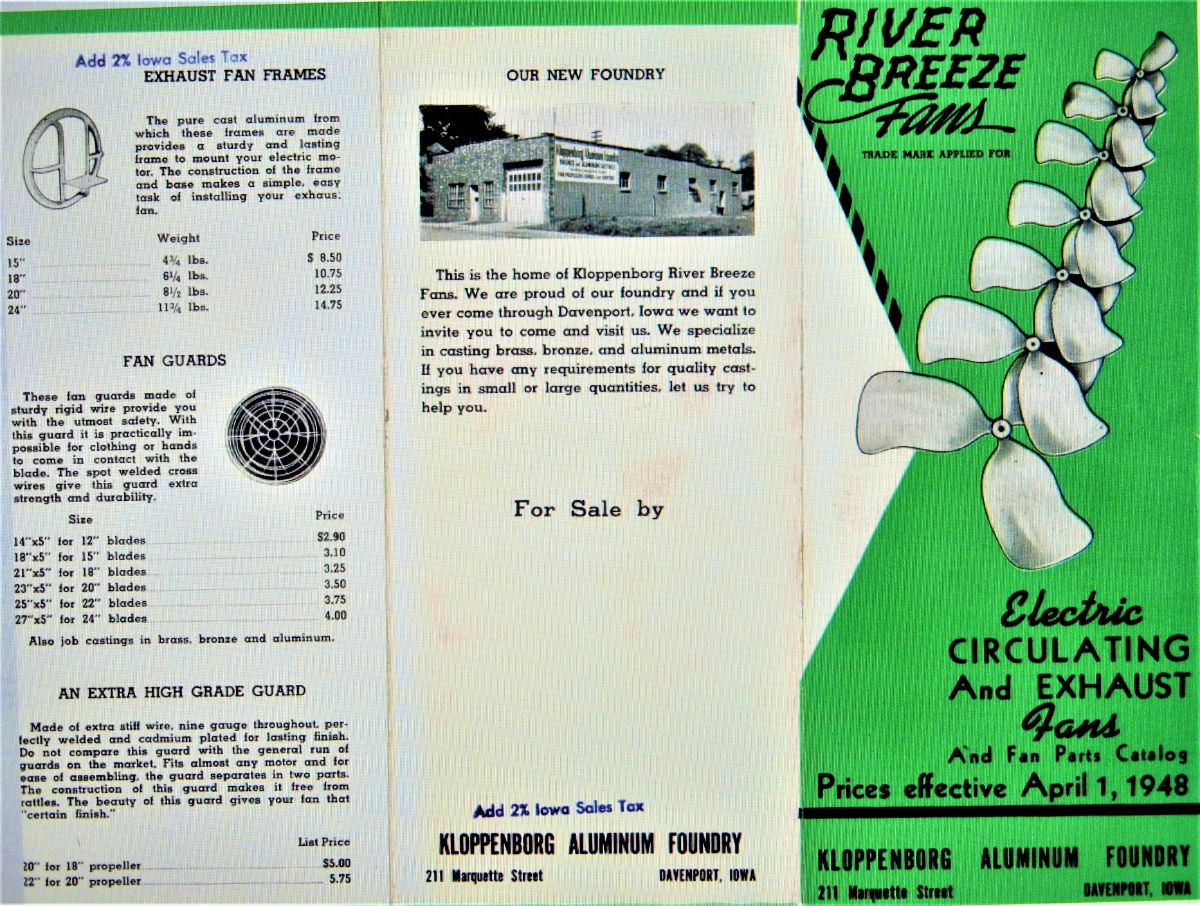 Add 2% Iowa Sales Tax
EXHAUST FAN FRAMES
The pure cast aluminum from
which these frames are made
provides a sturdy and lasting
frame to mount your electric mo-
tor. The construction of the frame
and base makes a simple, easy
task of installing your exhaust
fan.
Size Weight Price
15" 4¾ lbs. $ 8.50
18" 6¼ lbs. 10.75
20" 8½ lbs. 12.25
24" 11¾ lbs. 14.75
FAN GUARDS
These fan guards made of
sturdy rigid wire provide you
with the utmost safety. With
this guard it is practically im-
possible for clothing or hands
to come in contact with the
blade. The spot welded cross
wires give this guard extra
strength and durability.
Size Price
14"x5" for 12" blades $2.90
18"x5" for 15" blades 3.10
21"x5" for 18" blades 3.25
23"x5" for 20" blades 3.50
25"x5" for 22" blades 3.75
27"x5" for 24" blades 4.00
Also job castings in brass, bronze and aluminum.
AN EXTRA HIGH GRADE GUARD
Made of extra stiff wire, nine gauge throughout, per-
fectly welded and cadmium plated for lasting finish.
Do not compare this guard with the general run of
guards on the market. Fits almost any motor and for
ease of assembling, the guard separates in two parts.
The construction of this guard makes it free from
rattles. The beauty of this guard gives your fan that
"certain finish."
List Price
20" for 18" propeller $5.00
22" for 20" propeller 5.75
OUR NEW FOUNDRY
Kloppenborg Aluminum Foundry
This is the home of Kloppenborg River Breeze
Fans. We are proud of our foundry and if you
ever come through Davenport, Iowa we want to
invite you to come and visit us. We specialize
in casting brass, bronze, and aluminum metals.
If you have any requirements for quality cast-
ings in small or large quantities, let us try to
help you.
For Sale by
Add 2% Iowa Sales Tax
KLOPPENBORG ALUMINUM FOUNDRY
211 Marquette Street DAVENPORT, IOWA
RIVER
BREEZE
Fans
TRADE MARK APPLIED FOR
Electric
CIRCULATING
And EXHAUST
Fans
And Fan Parts Catalog
Prices effective April 1, 1948
KLOPPENBORG ALUMINUM FOUNDRY
211 Marquette Street DAVENPORT, IOWA